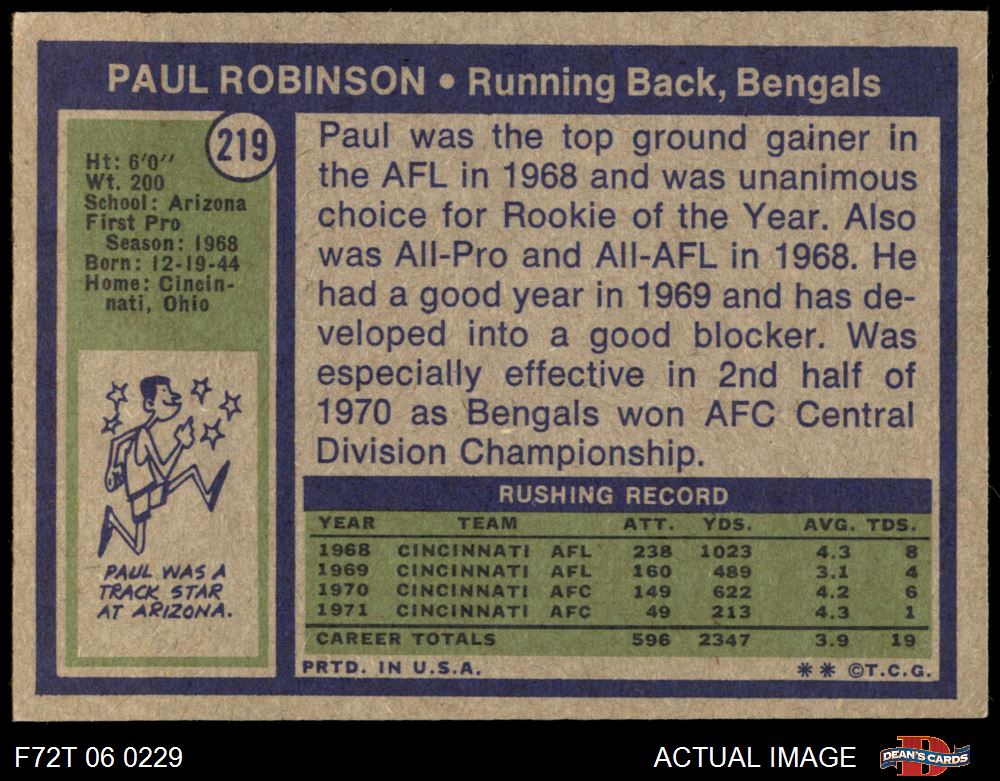 PAUL ROBINSON • Running Back, Bengals
219
Ht: 6'0''
Wt. 200
School: Arizona
First Pro
Season: 1968
Born: 12-19-44
Home: Cincin-
nati, Ohio
PAUL WAS A
TRACK STAR
AT ARIZONA.
Paul was the top ground gainer in
the AFL in 1968 and was unanimous
choice for Rookie of the Year. Also
was All-Pro and All-AFL in 1968. He
had a good year in 1969 and has de-
veloped into a good blocker. Was
especially effective in 2nd half of
1970 as Bengals won AFC Central
Division Championship.
RUSHING RECORD
YEAR TEAM ATT. YDS. AVG. TDS.
1968 CINCINNATI AFL 238 1023 4.3 8
1969 CINCINNATI AFL 160 489 3.1 4
1970 CINCINNATI AFC 149 622 4.2 6
1971 CINCINNATI AFC 49 213 4.3 1
CAREER TOTALS 596 2347 3.9 19
PRTD. IN U.S.A. ** ©T.C.G.
F72T 06 0229 ACTUAL IMAGE DEAN'S CARDS